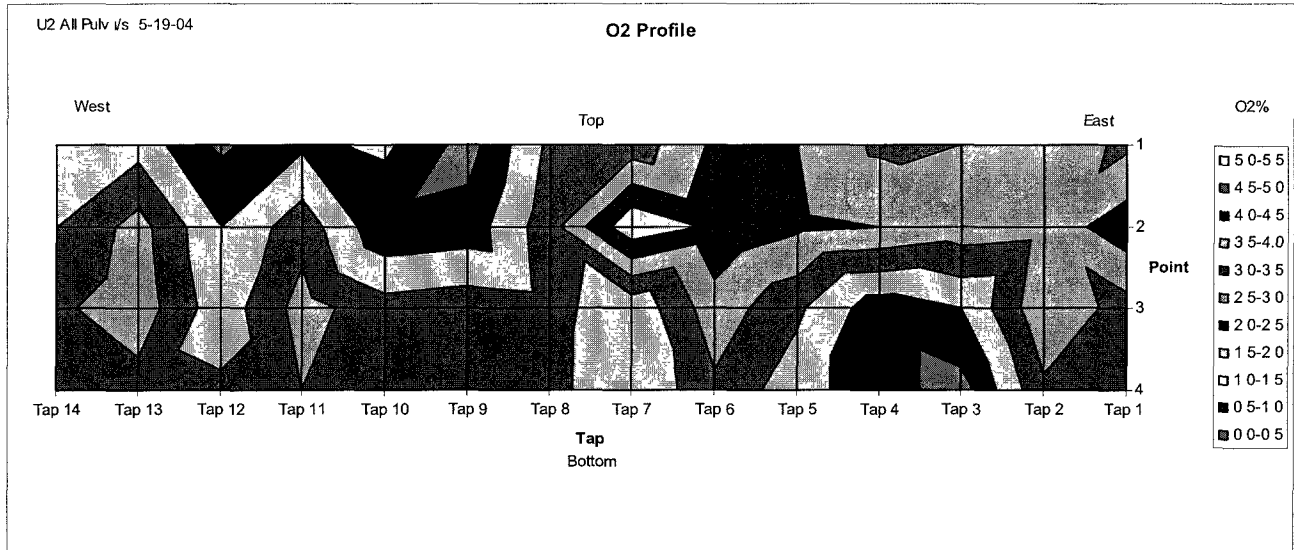 U2 All Pulv i/s 5-19-04
O2 Profile
West
Top
East
O2%
1
2
Point
3
4
5 0-5 5
4 5-5 0
4 0-4 5
3 5-4.0
3 0-3 5
2 5-3 0
2 0-2 5
1 5-2 0
1 0-1 5
0 5-1 0
0 0-0 5
Tap 14 Tap 13 Tap 12 Tap 11 Tap 10 Tap 9 Tap 8 Tap 7 Tap 6 Tap 5 Tap 4 Tap 3 Tap 2 Tap 1
Tap
Bottom